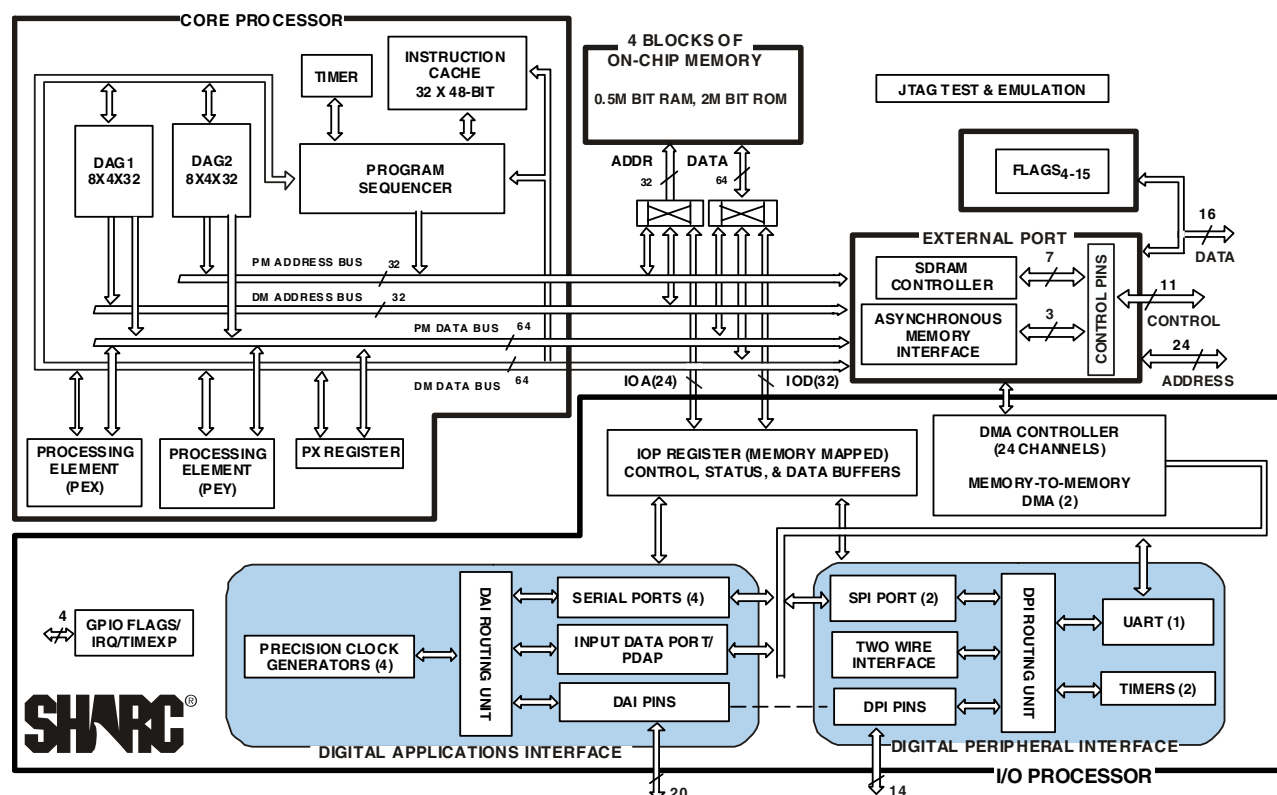 CORE PROCESSOR
TIMER
INSTRUCTION
CACHE
32 X 48-BIT
DAG1
8X4X32
DAG2
8X4X32
PROGRAM
SEQUENCER
PM ADDRESS BUS
32
DM ADDRESS BUS
32
PM DATA BUS
64
DM DATA BUS
64
PROCESSING
ELEMENT
(PEX)
PROCESSING
ELEMENT
(PEY)
PX REGISTER
4 BLOCKS OF
ON-CHIP MEMORY
0.5M BIT RAM, 2M BIT ROM
ADDR
32
DATA
64
IOA(24)
IOD(32)
JTAG TEST & EMULATION
FLAGS4-15
EXTERNAL PORT
SDRAM
CONTROLLER
7
ASYNCHRONOUS
MEMORY
INTERFACE
3
CONTROL PINS
16
DATA
11
CONTROL
24
ADDRESS
IOP REGISTER (MEMORY MAPPED)
CONTROL, STATUS, & DATA BUFFERS
DMA CONTROLLER
(24 CHANNELS)
MEMORY-TO-MEMORY
DMA (2)
4
GPIO FLAGS/
IRQ/TIMEXP
SHARC®
PRECISION CLOCK
GENERATORS (4)
DAI ROUTING
UNIT
SERIAL PORTS (4)
INPUT DATA PORT/
PDAP
DAI PINS
DIGITAL APPLICATIONS INTERFACE
20
SPI PORT (2)
TWO WIRE
INTERFACE
DPI PINS
DPI ROUTING
UNIT
UART (1)
TIMERS (2)
DIGITAL PERIPHERAL INTERFACE
14
I/O PROCESSOR